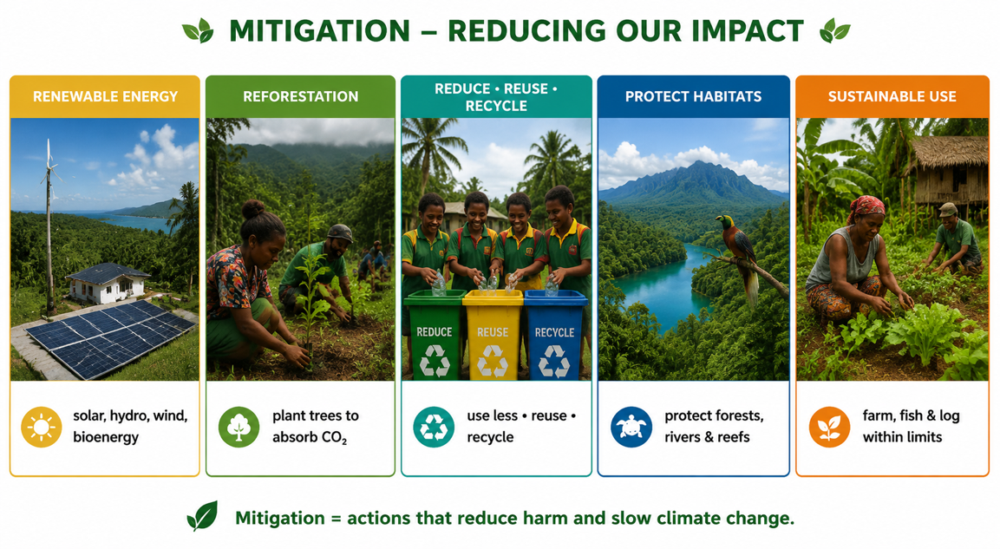 MITIGATION – REDUCING OUR IMPACT
RENEWABLE ENERGY
solar, hydro, wind,
bioenergy
REFORESTATION
plant trees to
absorb CO₂
REDUCE • REUSE •
RECYCLE
REDUCE
REUSE
RECYCLE
use less • reuse •
recycle
PROTECT HABITATS
protect forests,
rivers & reefs
SUSTAINABLE USE
farm, fish & log
within limits
Mitigation = actions that reduce harm and slow climate change.